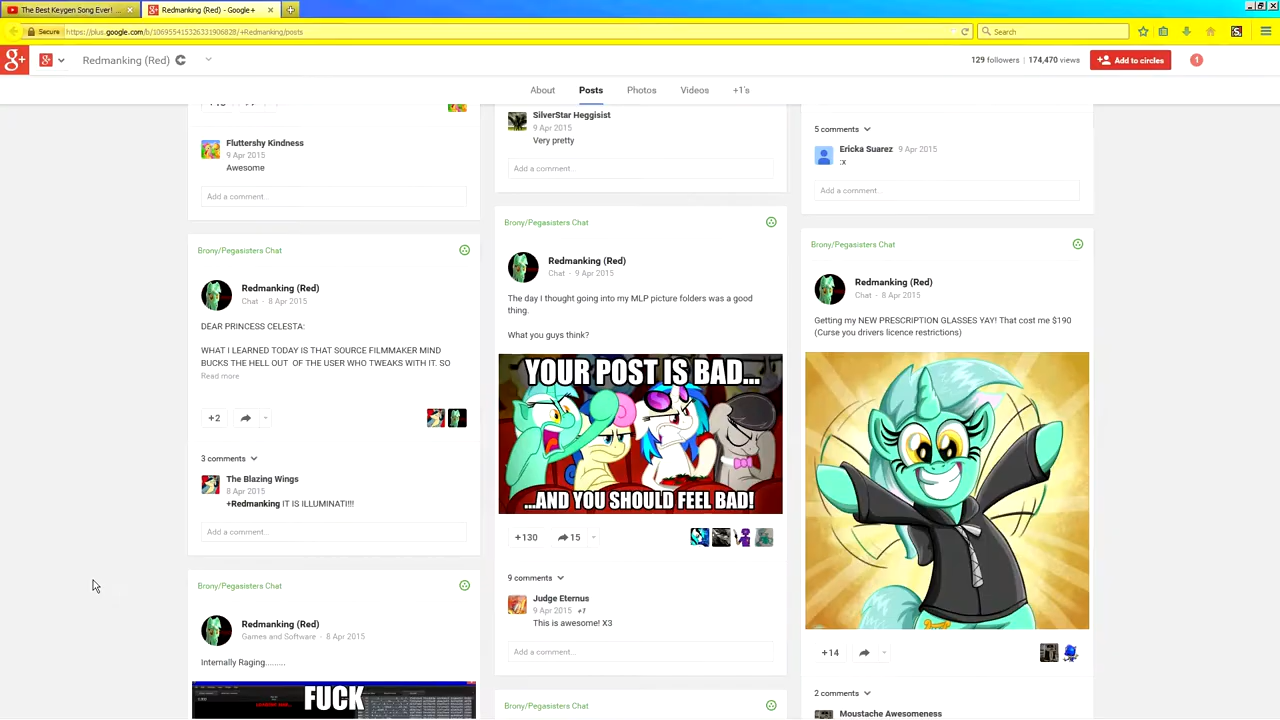 The Best Keygen Song Ever! ...
Redmanking (Red) - Google+
Secure
https://plus.google.com/b/106955415326331906828/+Redmanking/posts
Search
g+
Redmanking (Red)
129 followers | 174,470 views
Add to circles
1
About
Posts
Photos
Videos
+1's
Fluttershy Kindness
9 Apr 2015
Awesome
Add a comment...
Brony/Pegasisters Chat
Redmanking (Red)
Chat - 8 Apr 2015
DEAR PRINCESS CELESTA:
WHAT I LEARNED TODAY IS THAT SOURCE FILMMAKER MIND
BUCKS THE HELL OUT OF THE USER WHO TWEAKS WITH IT. SO
Read more
+2
3 comments
The Blazing Wings
8 Apr 2015
+Redmanking IT IS ILLUMINATI!!!
Add a comment...
Brony/Pegasisters Chat
Redmanking (Red)
Games and Software - 8 Apr 2015
Internally Raging.........
FUCK
SilverStar Heggisist
9 Apr 2015
Very pretty
Add a comment...
Brony/Pegasisters Chat
Redmanking (Red)
Chat - 9 Apr 2015
The day I thought going into my MLP picture folders was a good
thing.
What you guys think?
YOUR POST IS BAD...
...AND YOU SHOULD FEEL BAD!
+130
15
9 comments
Judge Eternus
9 Apr 2015 +1
This is awesome! X3
Add a comment...
Brony/Pegasisters Chat
5 comments
Ericka Suarez 9 Apr 2015
:x
Add a comment...
Brony/Pegasisters Chat
Redmanking (Red)
Chat - 8 Apr 2015
Getting my NEW PRESCRIPTION GLASSES YAY! That cost me $190
(Curse you drivers licence restrictions)
+14
2 comments
Moustache Awesomeness